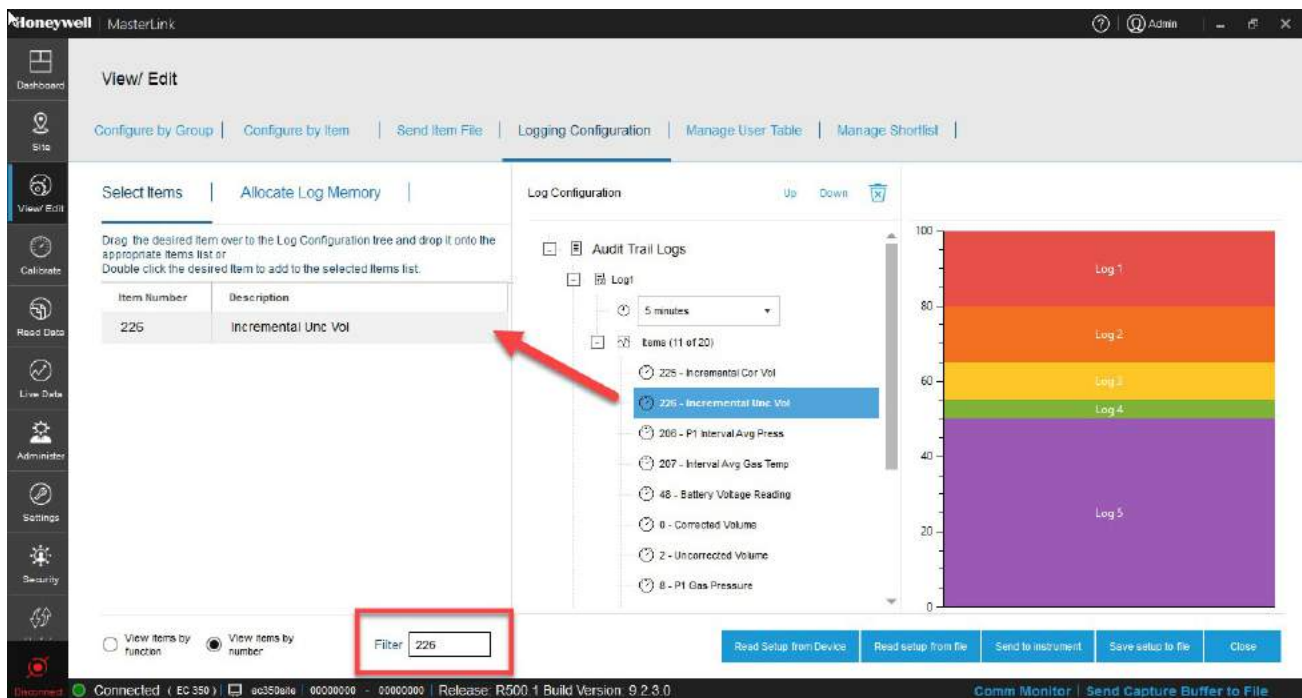 Honeywell MasterLink Admin
Dashboard
Site
View/ Edit
Calibrate
Read Data
Live Data
Administer
Settings
Security
Disconnect
View/ Edit
Configure by Group | Configure by Item | Send Item File | Logging Configuration | Manage User Table | Manage Shortlist |
Select Items | Allocate Log Memory |
Drag the desired item over to the Log Configuration tree and drop it onto the
appropriate items list or
Double click the desired Item to add to the selected Items list.
Item Number Description
226 Incremental Unc Vol
View items by function
View items by number
Filter 226
Log Configuration Up Down
Audit Trail Logs
Log1
5 minutes
Items (11 of 20)
225 - Incremental Cor Vol
226 - Incremental Unc Vol
206 - P1 Interval Avg Press
207 - Interval Avg Gas Temp
48 - Battery Voltage Reading
0 - Corrected Volume
2 - Uncorrected Volume
8 - P1 Gas Pressure
100
80
60
40
20
0
Log 1
Log 2
Log 3
Log 4
Log 5
Read Setup from Device
Read setup from file
Send to instrument
Save setup to file
Close
Connected ( EC 350 ) | ec350site | 00000000 - 00000000 | Release: R500.1 Build Version: 9.2.3.0
Comm Monitor | Send Capture Buffer to File